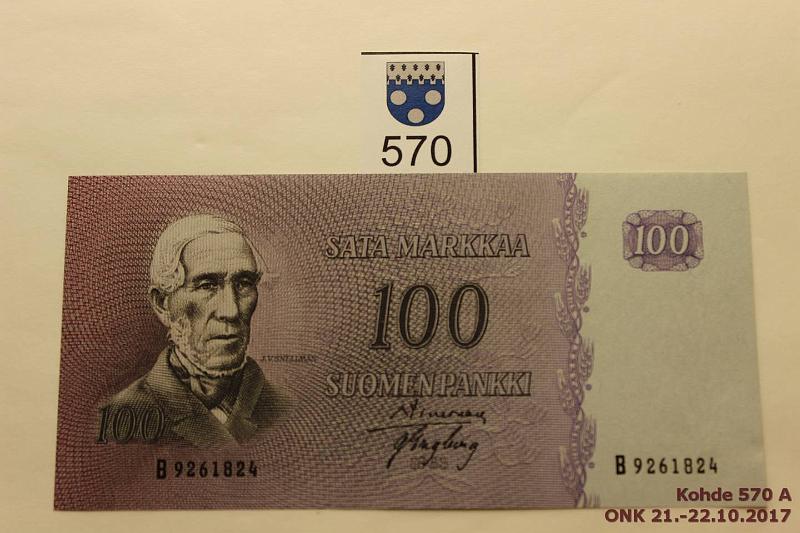 570
SATA MARKKAA
100
100
J.V.SNELLMAN
SUOMEN PANKKI
100
B 9261824
B 9261824
Kohde 570 A
ONK 21.-22.10.2017